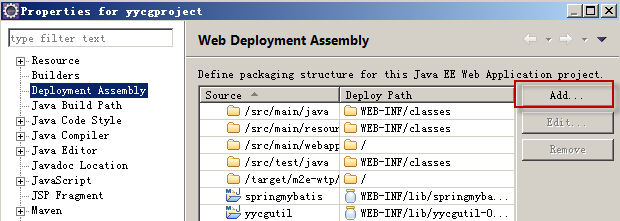 Properties for yycgproject
type filter text
Resource
Builders
Deployment Assembly
Java Build Path
Java Code Style
Java Compiler
Java Editor
Javadoc Location
JavaScript
JSP Fragment
Maven
Web Deployment Assembly
Define packaging structure for this Java EE Web Application project.
Source Deploy Path
/src/main/java WEB-INF/classes
/src/main/resour WEB-INF/classes
/src/main/webapp /
/src/test/java WEB-INF/classes
/target/m2e-wtp/ /
springmybatis WEB-INF/lib/springmyba...
yycgutil WEB-INF/lib/yycgutil-0...
Add...
Edit...
Remove